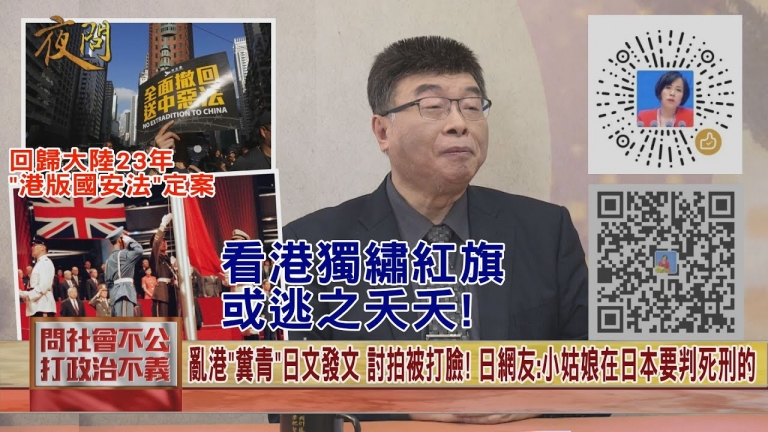 夜問
全面撤回
送中惡法
NO EXTRADITION TO CHINA
回歸大陸23年
"港版國安法"定案
看港獨繡紅旗
或逃之夭夭!
問社會不公
打政治不義
亂港"糞青"日文發文 討拍被打臉! 日網友:小姑娘在日本要判死刑的